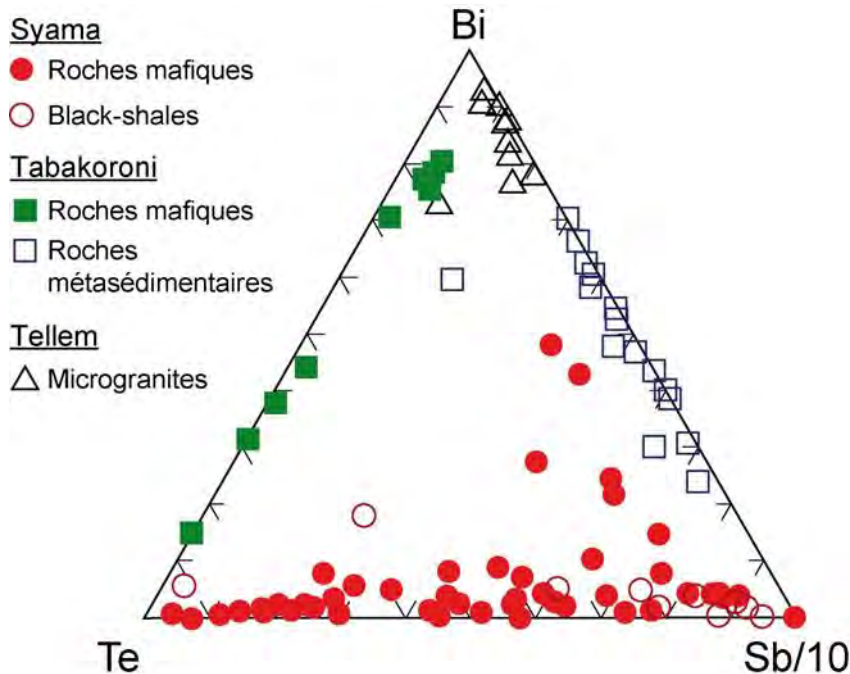 Bi
Syama
Roches mafiques
Black-shales
Tabakoroni
Roches mafiques
Roches
métasédimentaires
Tellem
Microgranites
Te
Sb/10